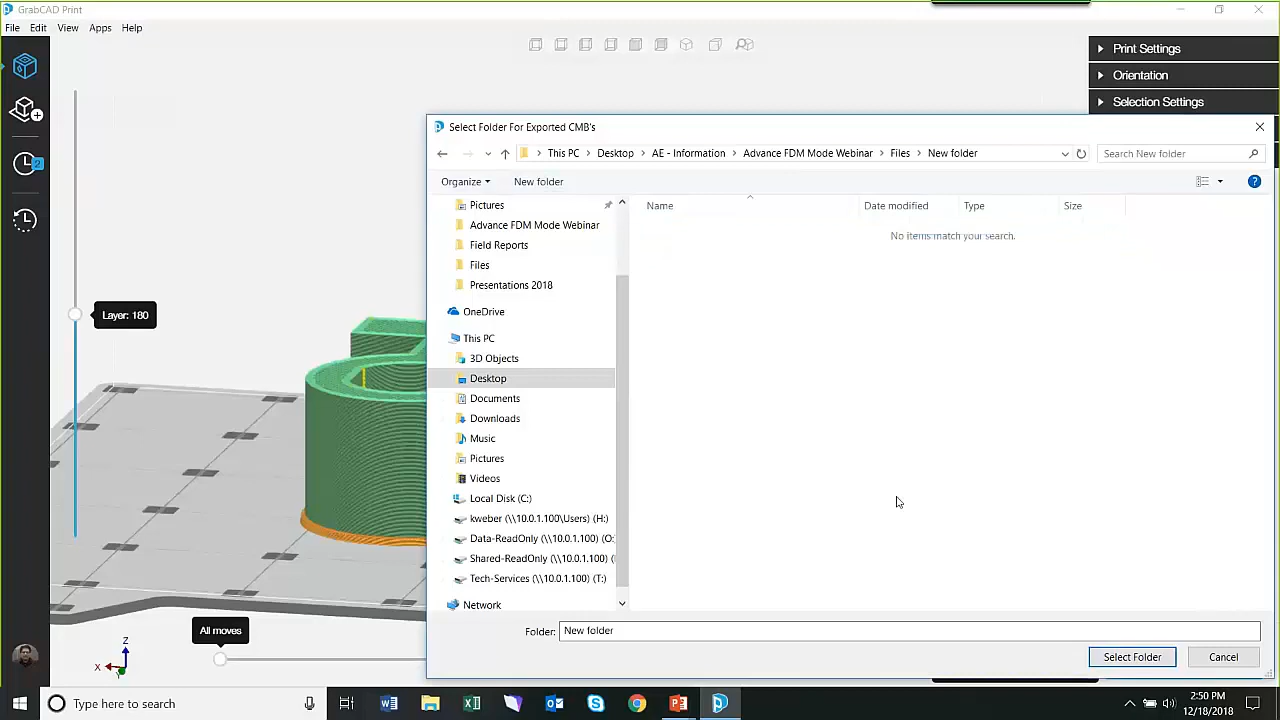 GrabCAD Print
File Edit View Apps Help
Print Settings
Orientation
Selection Settings
Select Folder For Exported CMB's
This PC > Desktop > AE - Information > Advance FDM Mode Webinar > Files > New folder
Search New folder
Organize
New folder
Name Date modified Type Size
No items match your search.
Pictures
Advance FDM Mode Webinar
Field Reports
Files
Presentations 2018
OneDrive
This PC
3D Objects
Desktop
Documents
Downloads
Music
Pictures
Videos
Local Disk (C:)
kweber (\\10.0.1.100\Users) (H:)
Data-ReadOnly (\\10.0.1.100) (O:
Shared-ReadOnly (\\10.0.1.100) (
Tech-Services (\\10.0.1.100) (T:)
Network
Folder: New folder
Select Folder
Cancel
2
Layer: 180
All moves
Z
X
Y
Type here to search
2:50 PM
12/18/2018